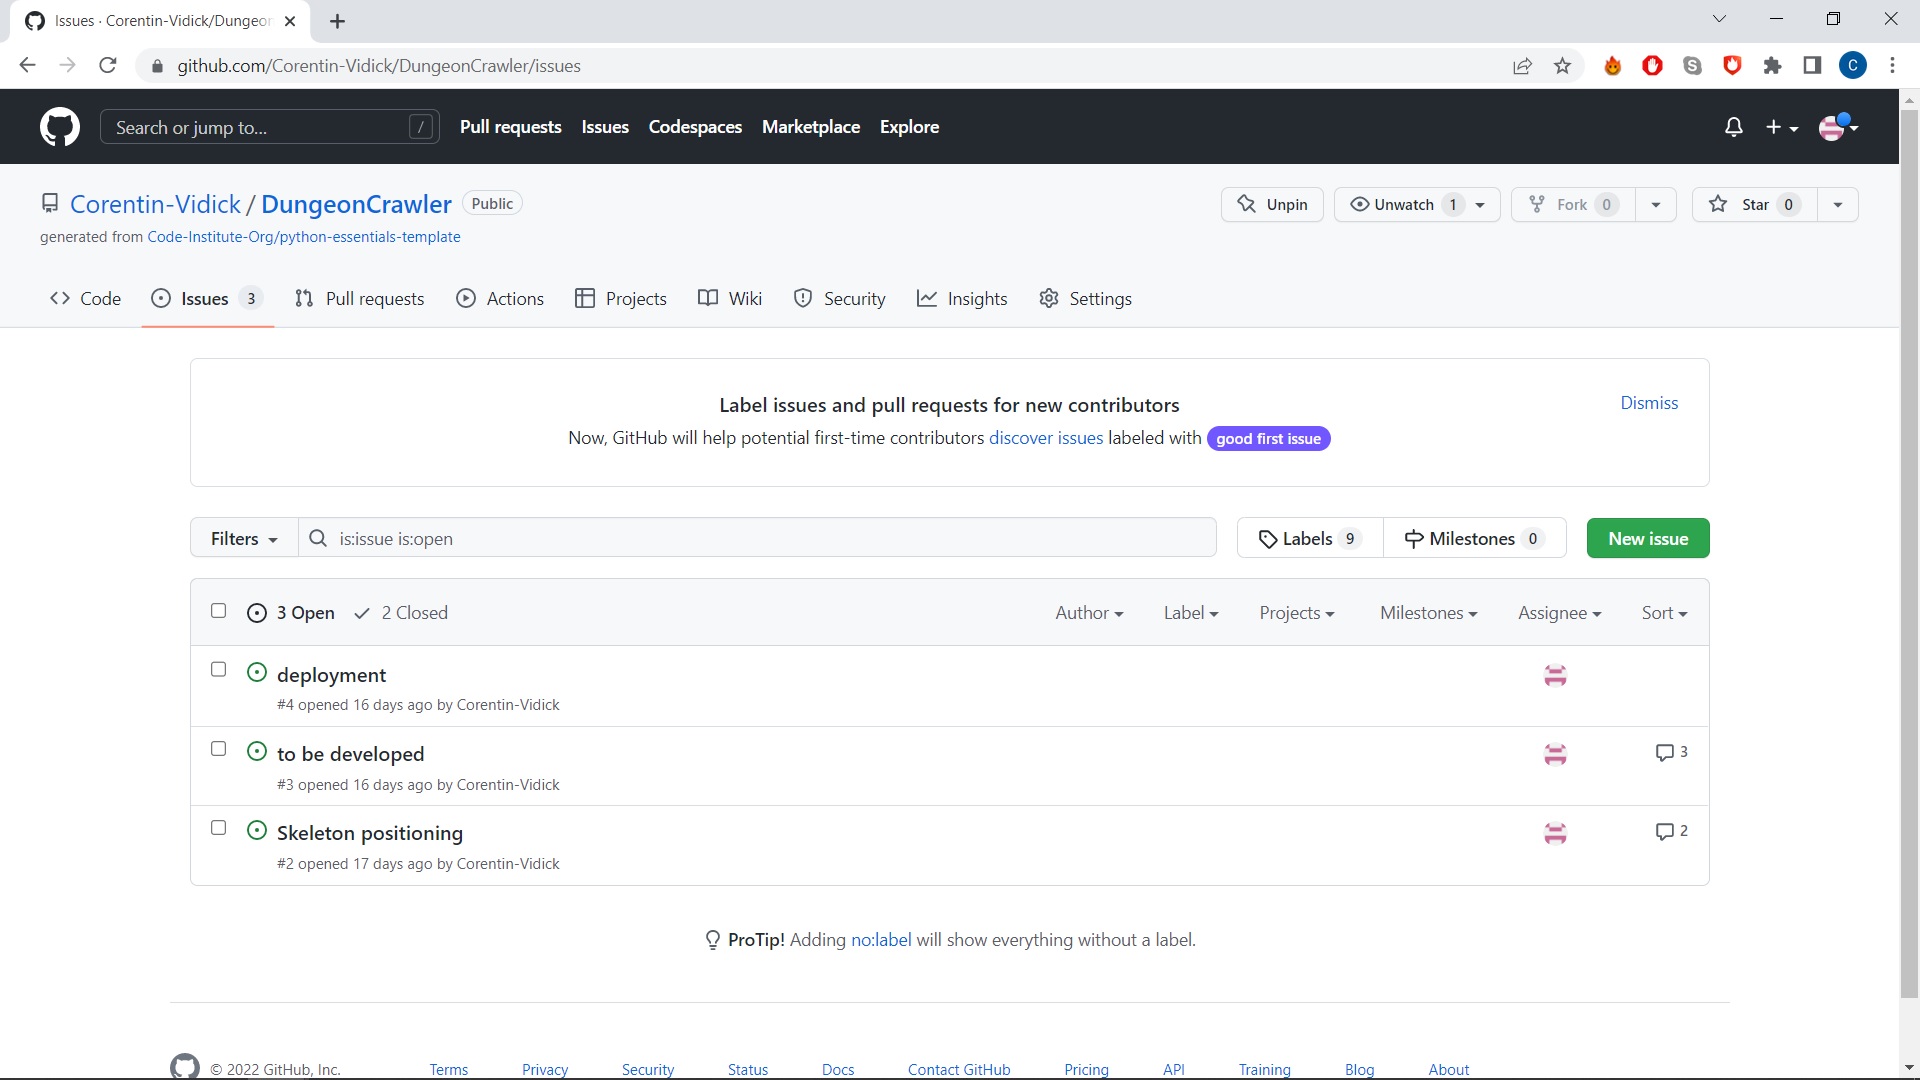 Issues · Corentin-Vidick/Dungeon
github.com/Corentin-Vidick/DungeonCrawler/issues
C
Search or jump to... /
Pull requests Issues Codespaces Marketplace Explore
Corentin-Vidick / DungeonCrawler Public
Unpin Unwatch 1 Fork 0 Star 0
generated from Code-Institute-Org/python-essentials-template
Code Issues 3 Pull requests Actions Projects Wiki Security Insights Settings
Label issues and pull requests for new contributors
Dismiss
Now, GitHub will help potential first-time contributors discover issues labeled with good first issue
Filters is:issue is:open Labels 9 Milestones 0 New issue
3 Open 2 Closed Author Label Projects Milestones Assignee Sort
deployment
#4 opened 16 days ago by Corentin-Vidick
to be developed 3
#3 opened 16 days ago by Corentin-Vidick
Skeleton positioning 2
#2 opened 17 days ago by Corentin-Vidick
ProTip! Adding no:label will show everything without a label.
© 2022 GitHub, Inc. Terms Privacy Security Status Docs Contact GitHub Pricing API Training Blog About